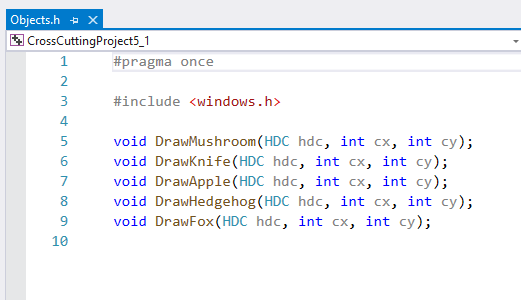 Objects.h
CrossCuttingProject5_1
1 #pragma once
2
3 #include <windows.h>
4
5 void DrawMushroom(HDC hdc, int cx, int cy);
6 void DrawKnife(HDC hdc, int cx, int cy);
7 void DrawApple(HDC hdc, int cx, int cy);
8 void DrawHedgehog(HDC hdc, int cx, int cy);
9 void DrawFox(HDC hdc, int cx, int cy);
10